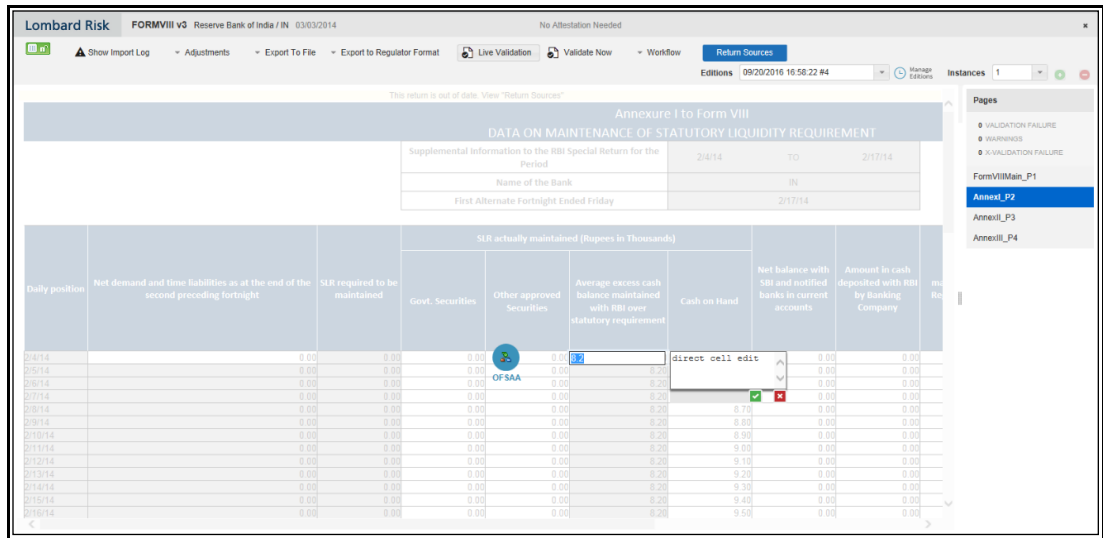 Lombard Risk FORMVIII v3 Reserve Bank of India / IN 03/03/2014 No Attestation Needed x
Show Import Log Adjustments Export To File Export to Regulator Format Live Validation Validate Now Workflow Return Sources
Editions 09/20/2016 16:58:22 #4 Manage Editions Instances 1
This return is out of date, View "Return Sources"
Annexure I to Form VIII
DATA ON MAINTENANCE OF STATUTORY LIQUIDITY REQUIREMENT
Supplemental Information to the RBI Special Return for the Period 2/4/14 TO 2/17/14
Name of the Bank IN
First Alternate Fortnight Ended Friday 2/17/14
Pages
0 VALIDATION FAILURE
0 WARNINGS
0 X-VALIDATION FAILURE
FormVIIIMain_P1
AnnexI_P2
AnnexII_P3
AnnexIII_P4
SLR actually maintained (Rupees in Thousands)
Daily position
Net demand and time liabilities as at the end of the
second preceding fortnight
SLR required to be
maintained
Govt. Securities
Other approved
Securities
Average excess cash
balance maintained
with RBI over
statutory requirement
Cash on Hand
Net balance with
SBI and notified
banks in current
accounts
Amount in cash
deposited with RBI
by Banking
Company
2/4/14 0.00 0.00 0.00 0.00 8.2 direct cell edit 0.00 0.00
2/5/14 0.00 0.00 0.00 0.00 8.20 0.00 0.00
2/6/14 0.00 0.00 0.00 OFSAA 0.00 8.20 0.00 0.00
2/7/14 0.00 0.00 0.00 0.00 8.20 0.00 0.00
2/8/14 0.00 0.00 0.00 0.00 8.20 8.70 0.00 0.00
2/9/14 0.00 0.00 0.00 0.00 8.20 8.80 0.00 0.00
2/10/14 0.00 0.00 0.00 0.00 8.20 8.90 0.00 0.00
2/11/14 0.00 0.00 0.00 0.00 8.20 9.00 0.00 0.00
2/12/14 0.00 0.00 0.00 0.00 8.20 9.10 0.00 0.00
2/13/14 0.00 0.00 0.00 0.00 8.20 9.20 0.00 0.00
2/14/14 0.00 0.00 0.00 0.00 8.20 9.30 0.00 0.00
2/15/14 0.00 0.00 0.00 0.00 8.20 9.40 0.00 0.00
2/16/14 0.00 0.00 0.00 0.00 8.20 9.50 0.00 0.00